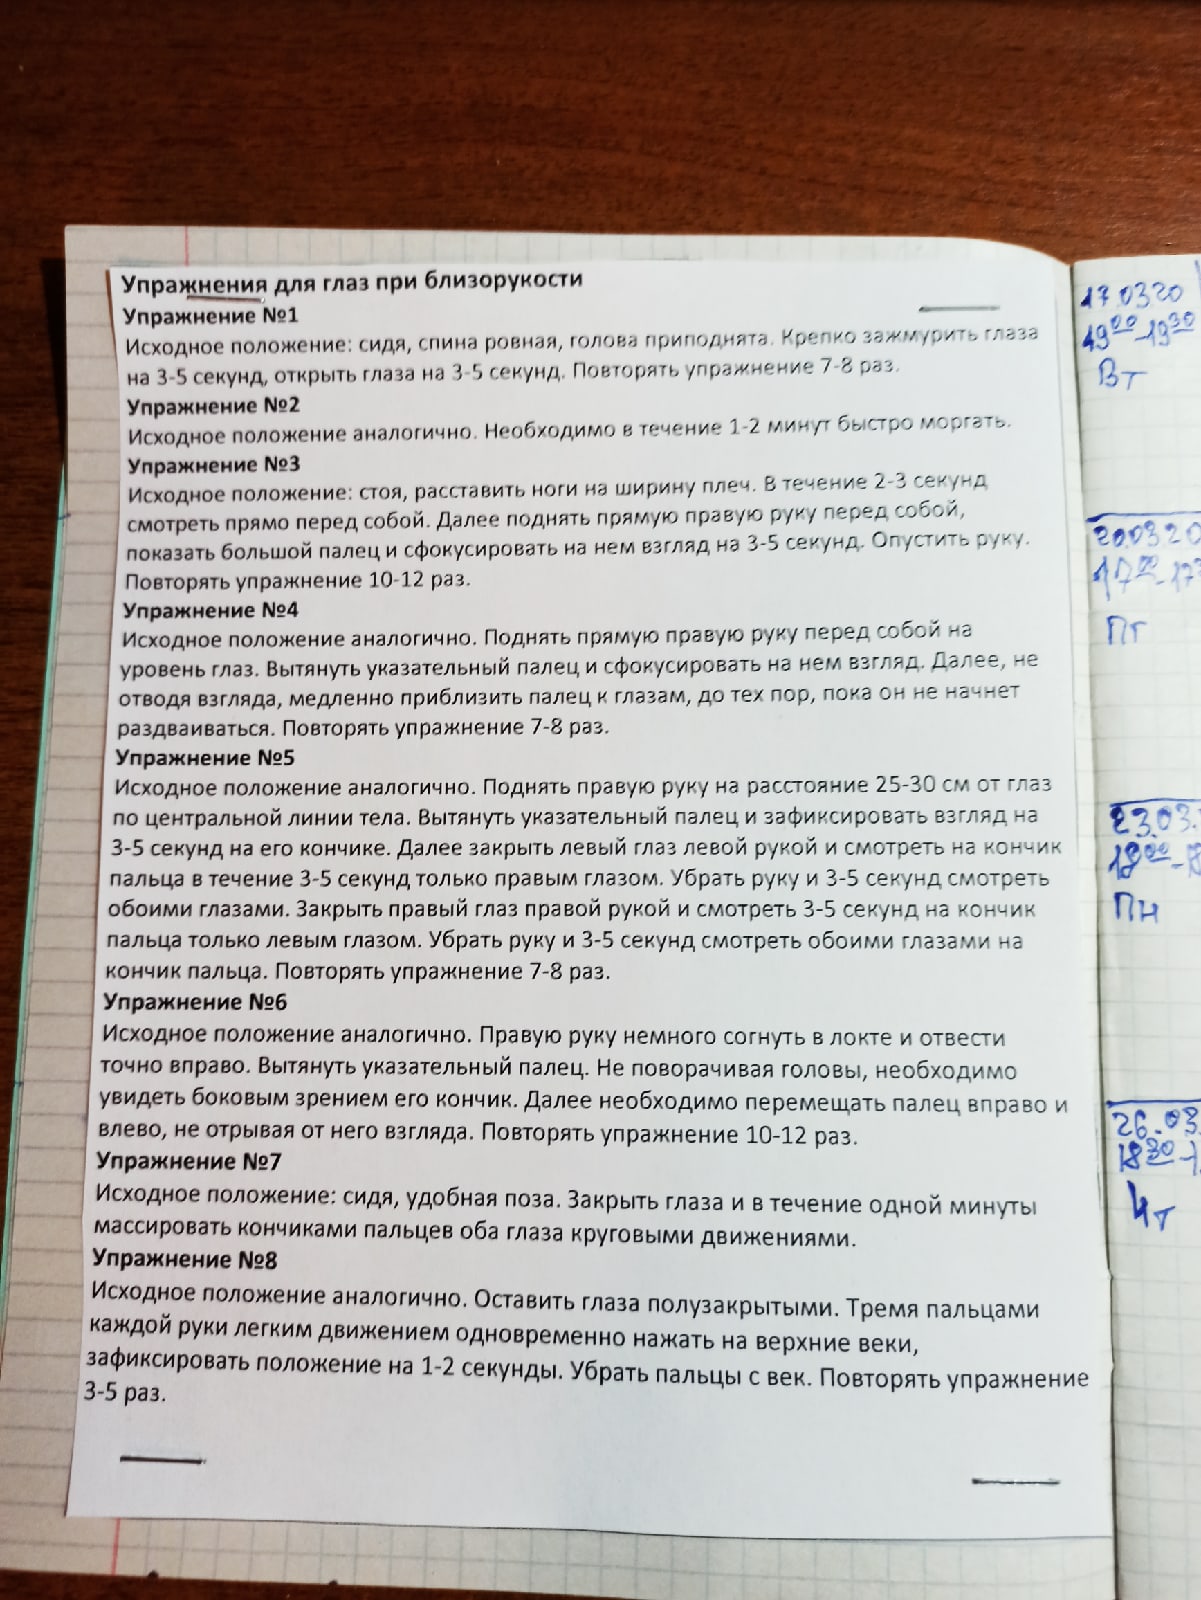 Упражнения для глаз при близорукости
Упражнение №1
Исходное положение: сидя, спина ровная, голова приподнята. Крепко зажмурить глаза
на 3-5 секунд, открыть глаза на 3-5 секунд. Повторять упражнение 7-8 раз.
Упражнение №2
Исходное положение аналогично. Необходимо в течение 1-2 минут быстро моргать.
Упражнение №3
Исходное положение: стоя, расставить ноги на ширину плеч. В течение 2-3 секунд
смотреть прямо перед собой. Далее поднять прямую правую руку перед собой,
показать большой палец и сфокусировать на нем взгляд на 3-5 секунд. Опустить руку.
Повторять упражнение 10-12 раз.
Упражнение №4
Исходное положение аналогично. Поднять прямую правую руку перед собой на
уровень глаз. Вытянуть указательный палец и сфокусировать на нем взгляд. Далее, не
отводя взгляда, медленно приблизить палец к глазам, до тех пор, пока он не начнет
раздваиваться. Повторять упражнение 7-8 раз.
Упражнение №5
Исходное положение аналогично. Поднять правую руку на расстояние 25-30 см от глаз
по центральной линии тела. Вытянуть указательный палец и зафиксировать взгляд на
3-5 секунд на его кончике. Далее закрыть левый глаз левой рукой и смотреть на кончик
пальца в течение 3-5 секунд только правым глазом. Убрать руку и 3-5 секунд смотреть
обоими глазами. Закрыть правый глаз правой рукой и смотреть 3-5 секунд на кончик
пальца только левым глазом. Убрать руку и 3-5 секунд смотреть обоими глазами на
кончик пальца. Повторять упражнение 7-8 раз.
Упражнение №6
Исходное положение аналогично. Правую руку немного согнуть в локте и отвести
точно вправо. Вытянуть указательный палец. Не поворачивая головы, необходимо
увидеть боковым зрением его кончик. Далее необходимо перемещать палец вправо и
влево, не отрывая от него взгляда. Повторять упражнение 10-12 раз.
Упражнение №7
Исходное положение: сидя, удобная поза. Закрыть глаза и в течение одной минуты
массировать кончиками пальцев оба глаза круговыми движениями.
Упражнение №8
Исходное положение аналогично. Оставить глаза полузакрытыми. Тремя пальцами
каждой руки легким движением одновременно нажать на верхние веки,
зафиксировать положение на 1-2 секунды. Убрать пальцы с век. Повторять упражнение
3-5 раз.
17.03 20
19 00-19 30
Вт
20.03 20
17 00-17
Пт
23.03.
Пн
26.03.
18 30-1
Чт